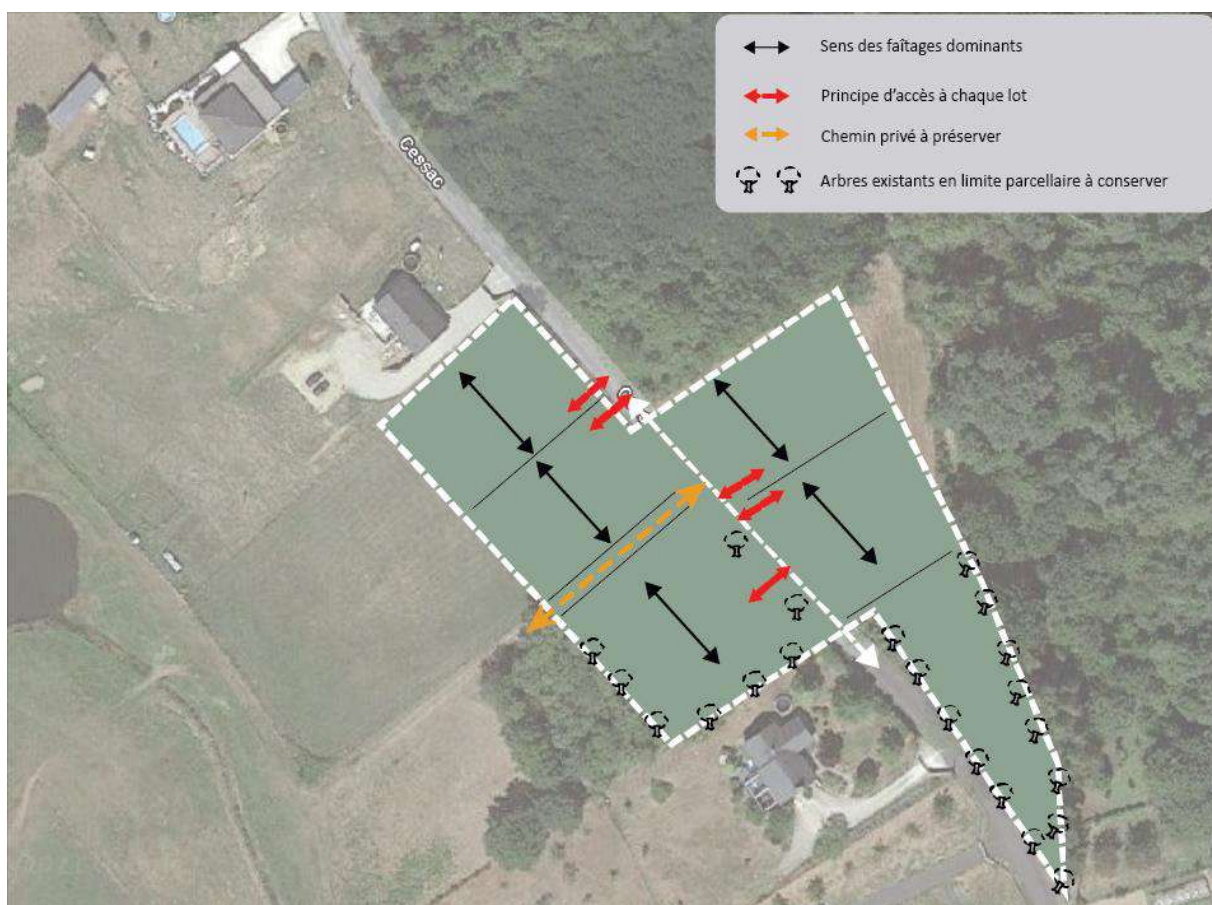 Sens des faîtages dominants
Principe d'accès à chaque lot
Chemin privé à préserver
Arbres existants en limite parcellaire à conserver
Cessac